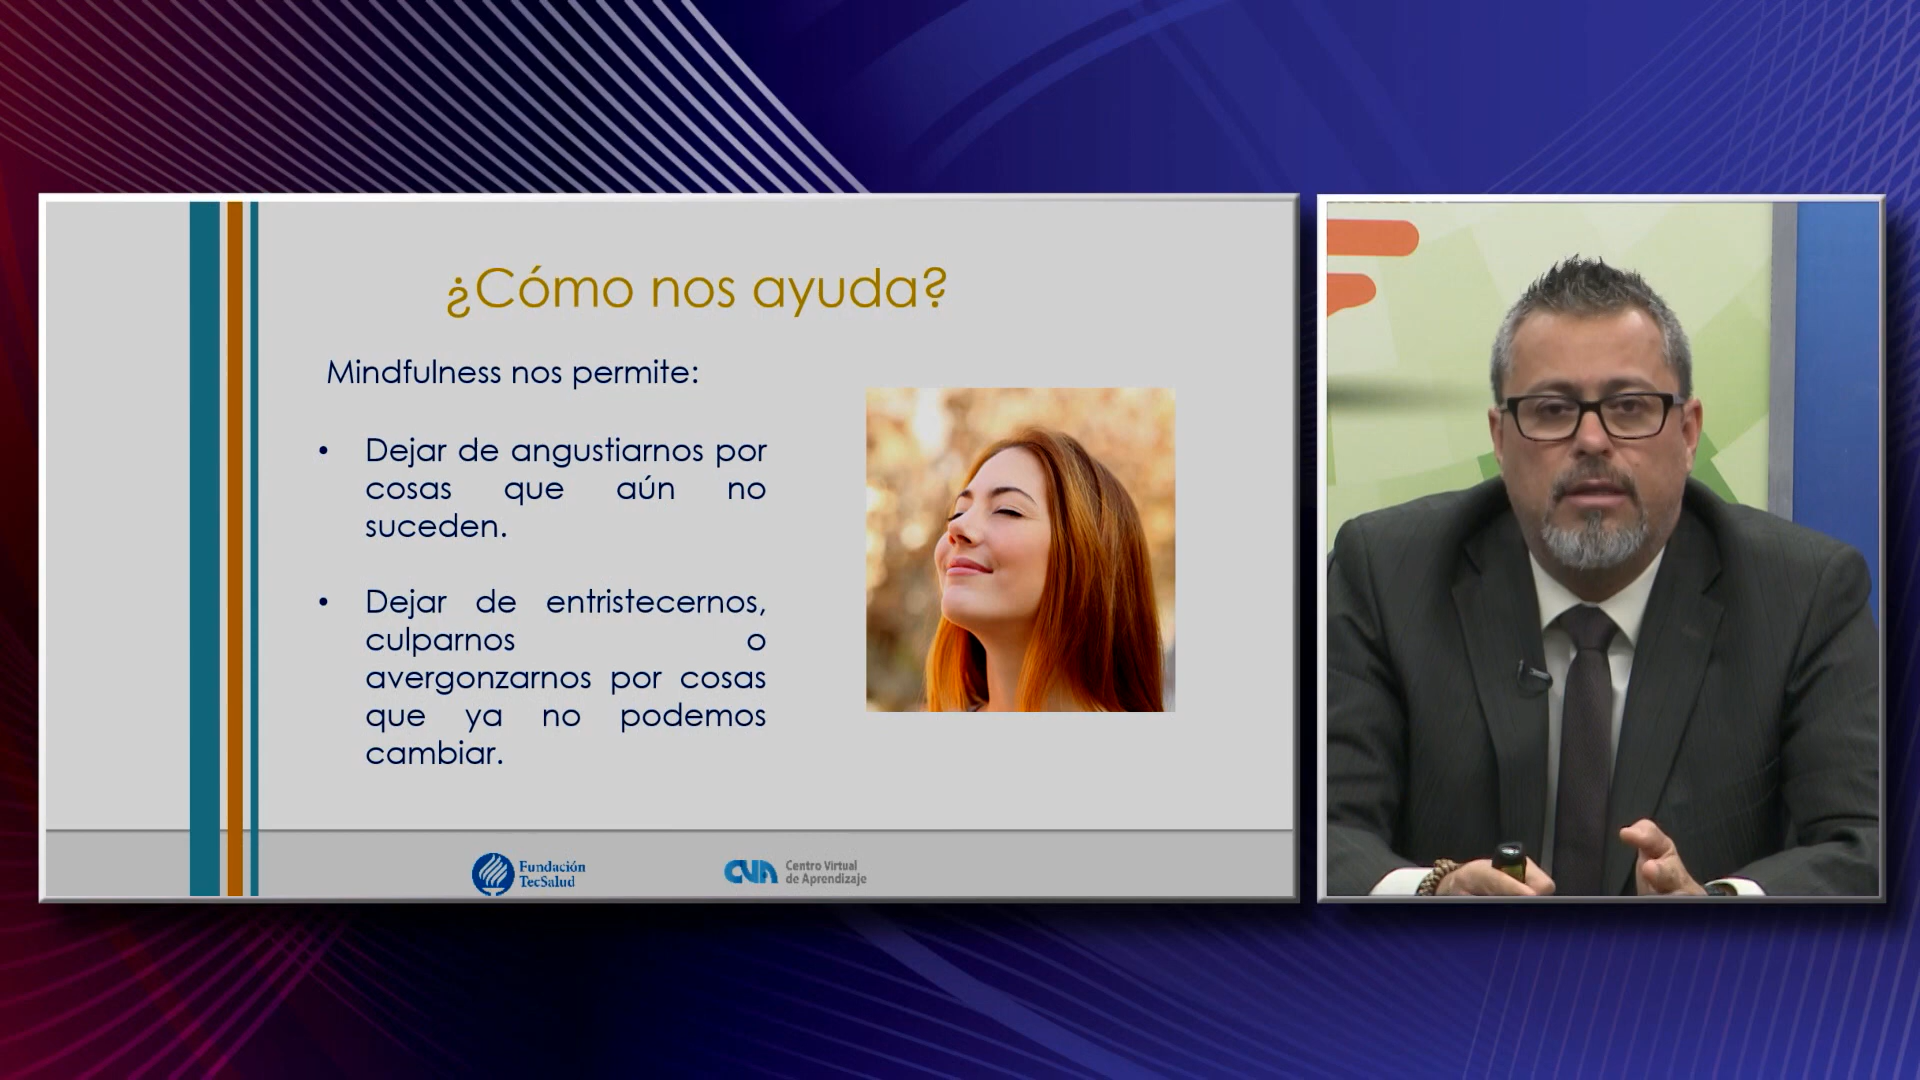 ¿Cómo nos ayuda?
Mindfulness nos permite:
• Dejar de angustiarnos por
cosas que aún no
suceden.
• Dejar de entristecernos,
culparnos o
avergonzarnos por cosas
que ya no podemos
cambiar.
Fundación
TecSalud
CVA
Centro Virtual
de Aprendizaje